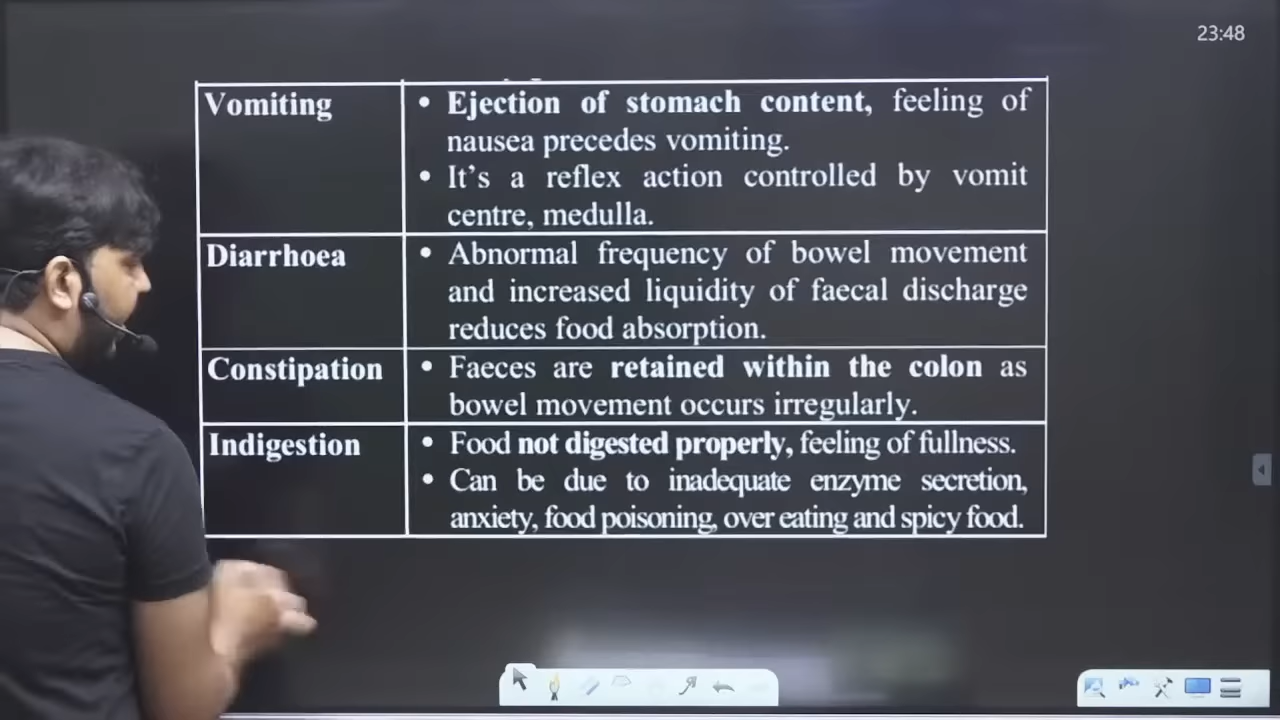 23:48
Vomiting
• Ejection of stomach content, feeling of
nausea precedes vomiting.
• It's a reflex action controlled by vomit
centre, medulla.
Diarrhoea
• Abnormal frequency of bowel movement
and increased liquidity of faecal discharge
reduces food absorption.
Constipation
• Faeces are retained within the colon as
bowel movement occurs irregularly.
Indigestion
• Food not digested properly, feeling of fullness.
• Can be due to inadequate enzyme secretion,
anxiety, food poisoning, over eating and spicy food.